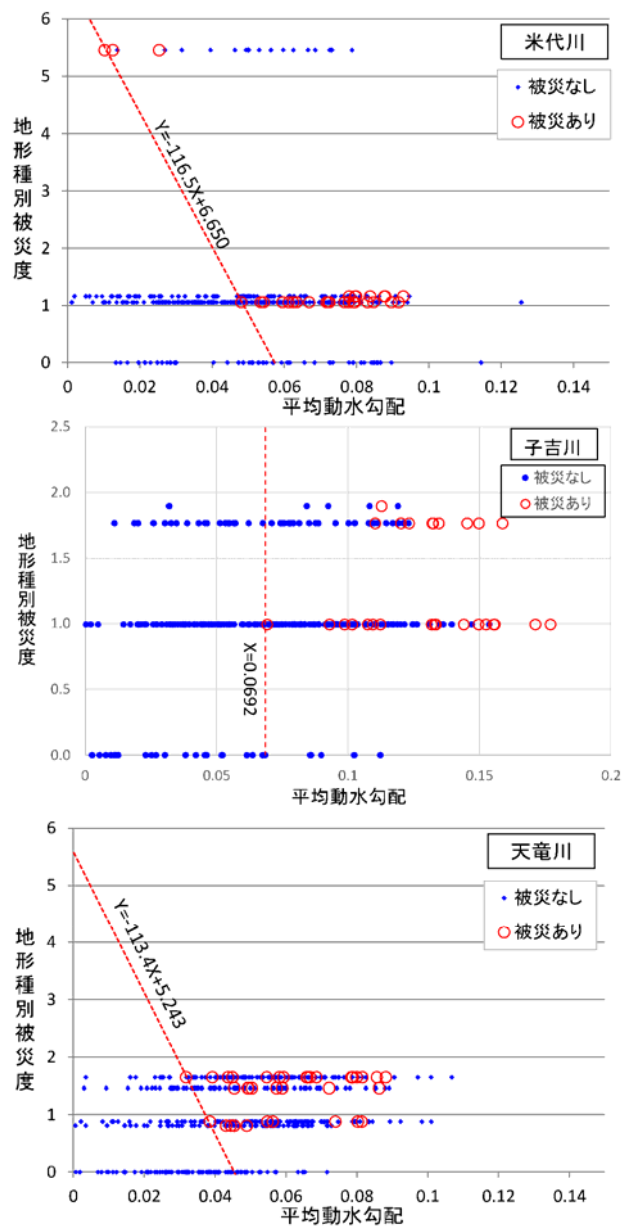 米代川
被災なし
被災あり
地形種別被災度
6
5
4
3
2
1
0
Y=-116.5X+6.650
0 0.02 0.04 0.06 0.08 0.1 0.12 0.14
平均動水勾配
子吉川
被災なし
被災あり
地形種別被災度
2.5
2.0
1.5
1.0
0.5
0.0
X=0.0692
0 0.05 0.1 0.15 0.2
平均動水勾配
天竜川
被災なし
被災あり
地形種別被災度
6
5
4
3
2
1
0
Y=-113.4X+5.243
0 0.02 0.04 0.06 0.08 0.1 0.12 0.14
平均動水勾配